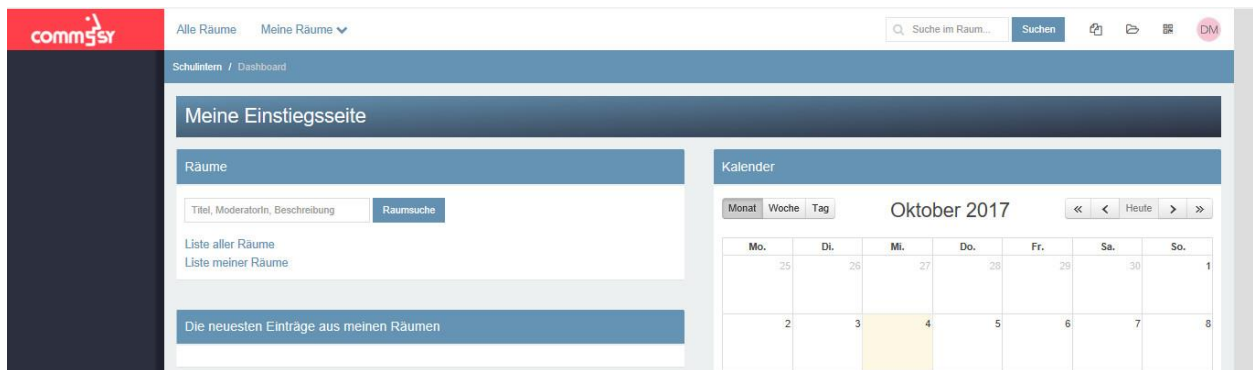 commsy
Alle Räume Meine Räume
Suche im Raum... Suchen DM
Schulintern / Dashboard
Meine Einstiegsseite
Räume
Titel, ModeratorIn, Beschreibung Raumsuche
Liste aller Räume
Liste meiner Räume
Die neuesten Einträge aus meinen Räumen
Kalender
Monat Woche Tag Oktober 2017 « < Heute > »
Mo. Di. Mi. Do. Fr. Sa. So.
25 26 27 28 29 30 1
2 3 4 5 6 7 8